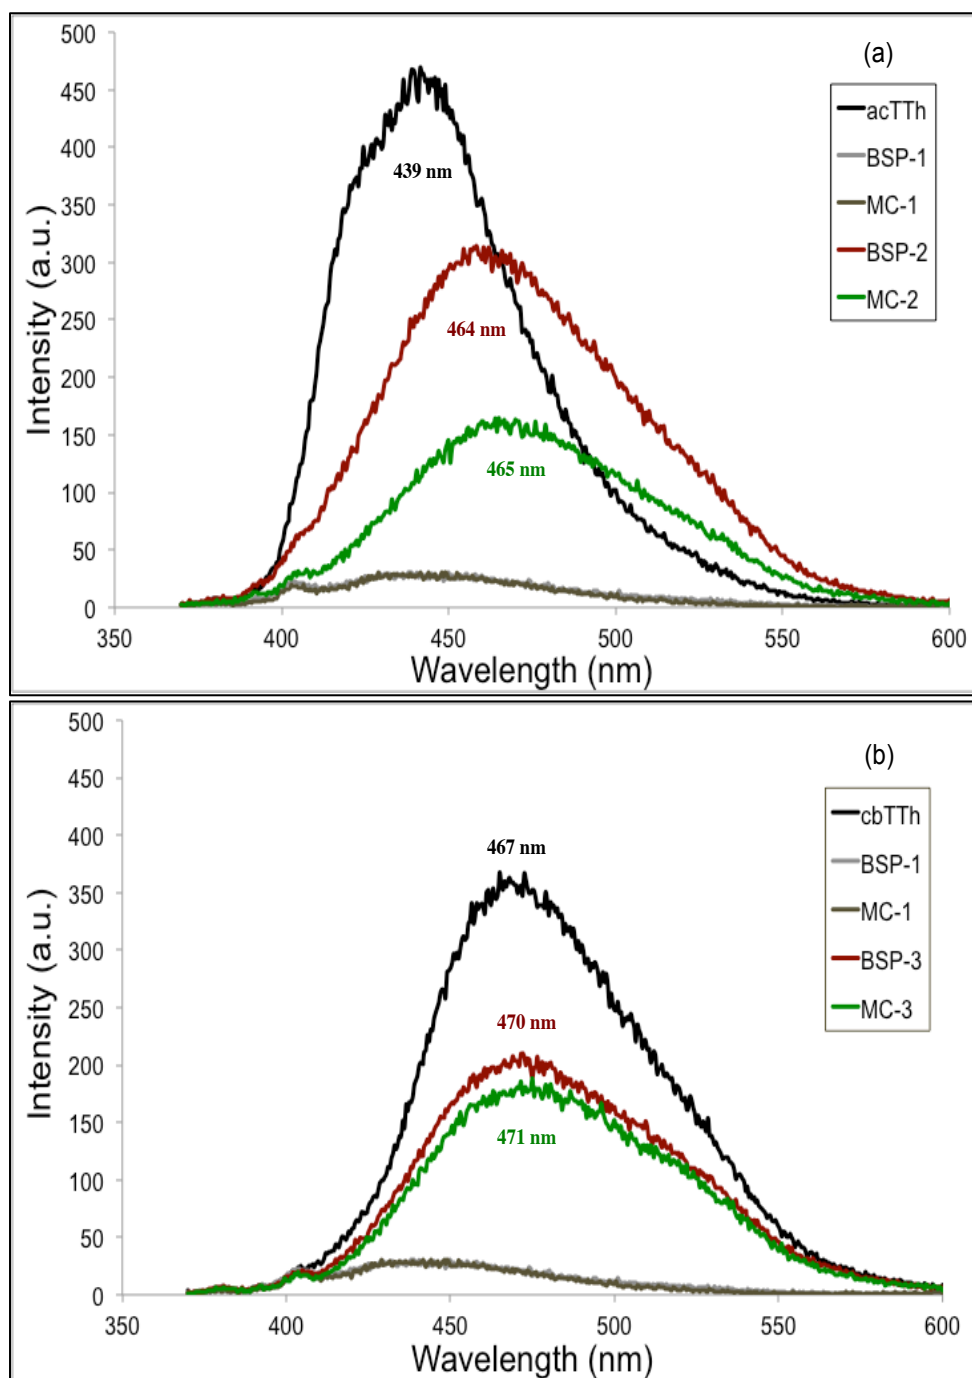 (a)
500
450
400
350
300
250
200
150
100
50
0
Intensity (a.u.)
439 nm
464 nm
465 nm
acTTh
BSP-1
MC-1
BSP-2
MC-2
350 400 450 500 550 600
Wavelength (nm)
(b)
500
450
400
350
300
250
200
150
100
50
0
Intensity (a.u.)
467 nm
470 nm
471 nm
cbTTh
BSP-1
MC-1
BSP-3
MC-3
350 400 450 500 550 600
Wavelength (nm)